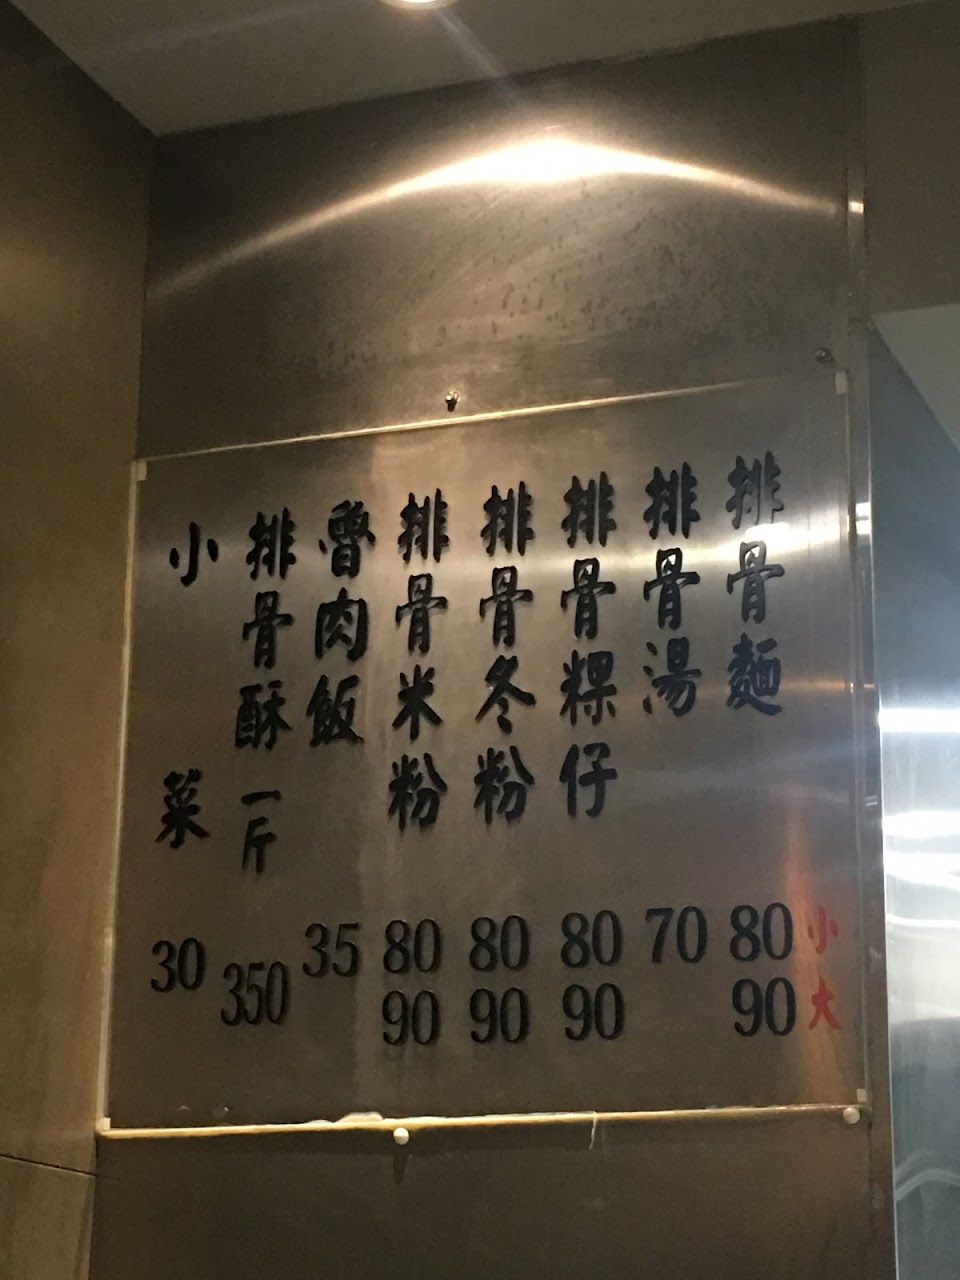 排骨麵 80 90
排骨湯 70
排骨粿仔 80 90
排骨冬粉 80 90
排骨米粉 80 90
魯肉飯 35
排骨酥一斤 350
小菜 30
小
大